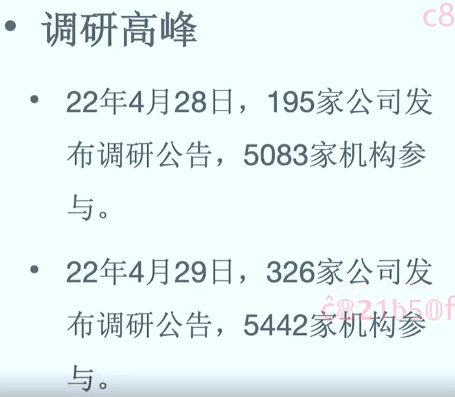 • 调研高峰
• 22年4月28日，195家公司发
布调研公告，5083家机构参
与。
• 22年4月29日，326家公司发
布调研公告，5442家机构参
与。
c8